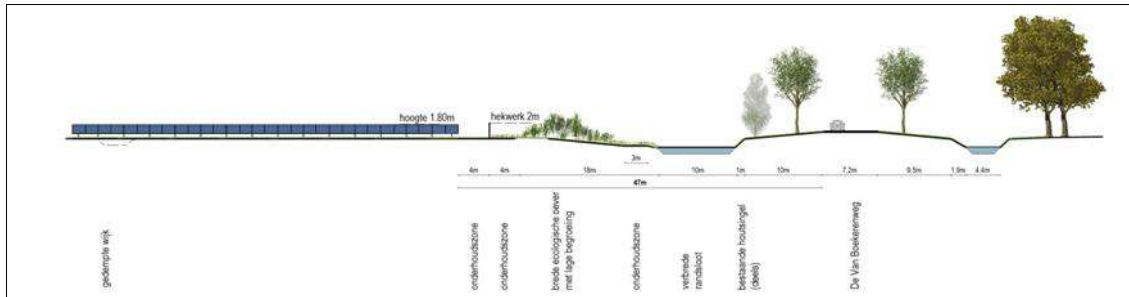 hoogte 1.80m
hekwerk 2m
3m
4m
4m
18m
10m
1m
10m
7,2m
9,5m
1,9m
4,4m
47m
gedempte wijk
onderhoudszone
onderhoudszone
brede ecologische oever
met lage begroeing
onderhoudszone
verbrede
randsloot
bestaande houtsingel
(deels)
De Van Boekerenweg